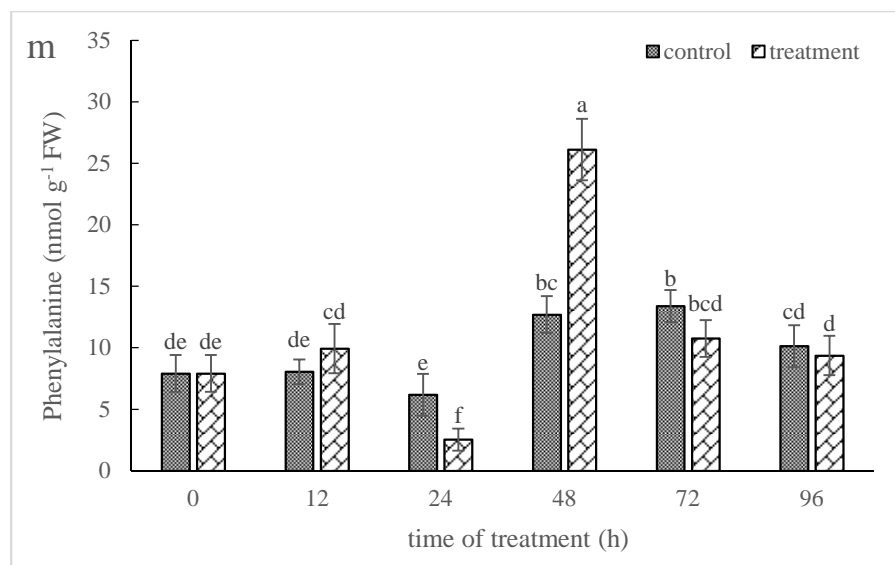 m
control treatment
Phenylalanine (nmol g⁻¹ FW)
35
30
25
20
15
10
5
0
de de de cd e f bc a b bcd cd d
0 12 24 48 72 96
time of treatment (h)